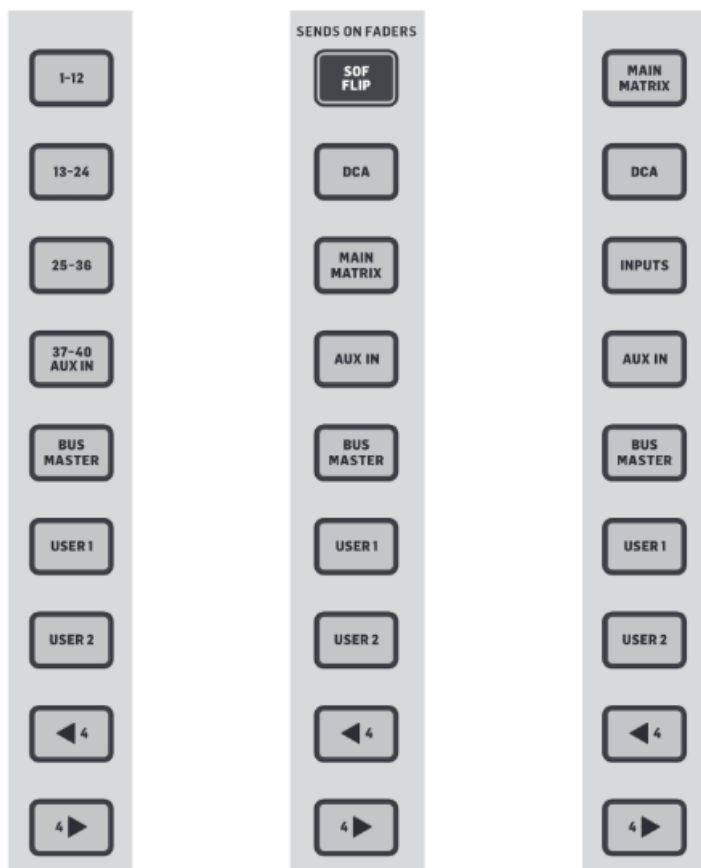 1-12
13-24
25-36
37-40
AUX IN
BUS
MASTER
USER 1
USER 2
◀ 4
4 ▶
SENDS ON FADERS
SOF
FLIP
DCA
MAIN
MATRIX
AUX IN
BUS
MASTER
USER 1
USER 2
◀ 4
4 ▶
MAIN
MATRIX
DCA
INPUTS
AUX IN
BUS
MASTER
USER 1
USER 2
◀ 4
4 ▶